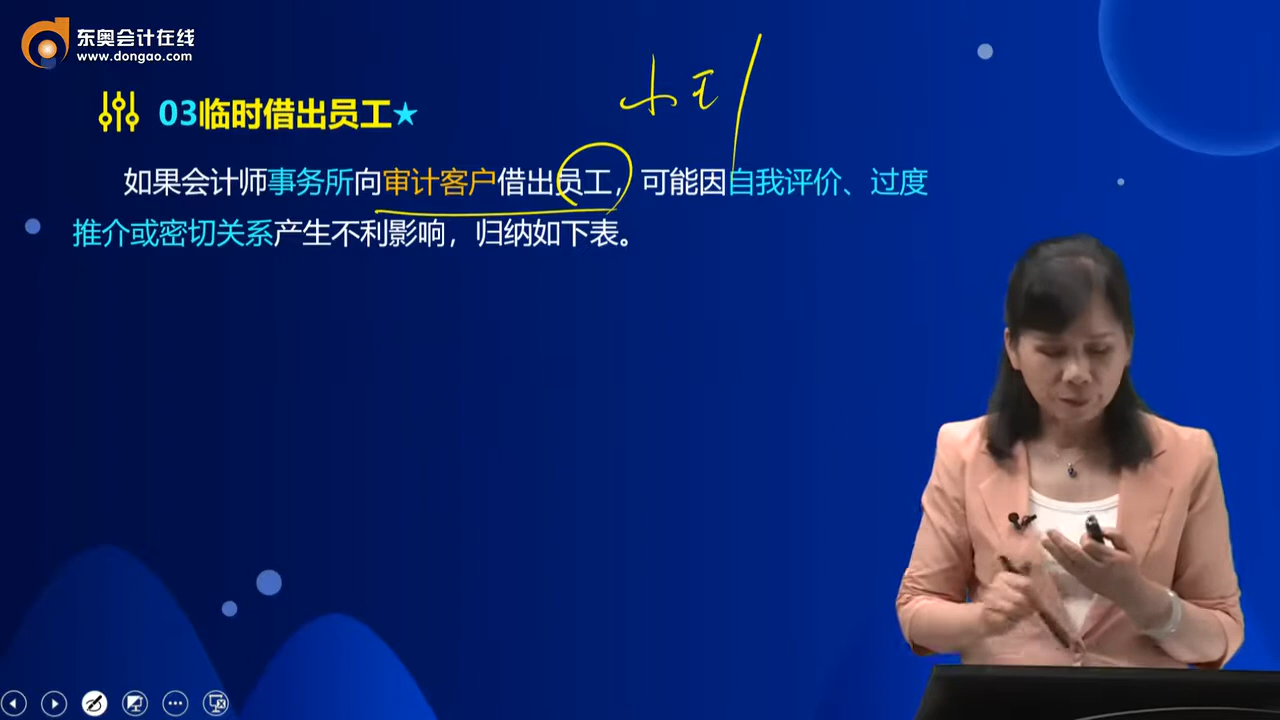 东奥会计在线
www.dongao.com
小王
03临时借出员工★
如果会计师事务所向审计客户借出员工，可能因自我评价、过度
推介或密切关系产生不利影响，归纳如下表。